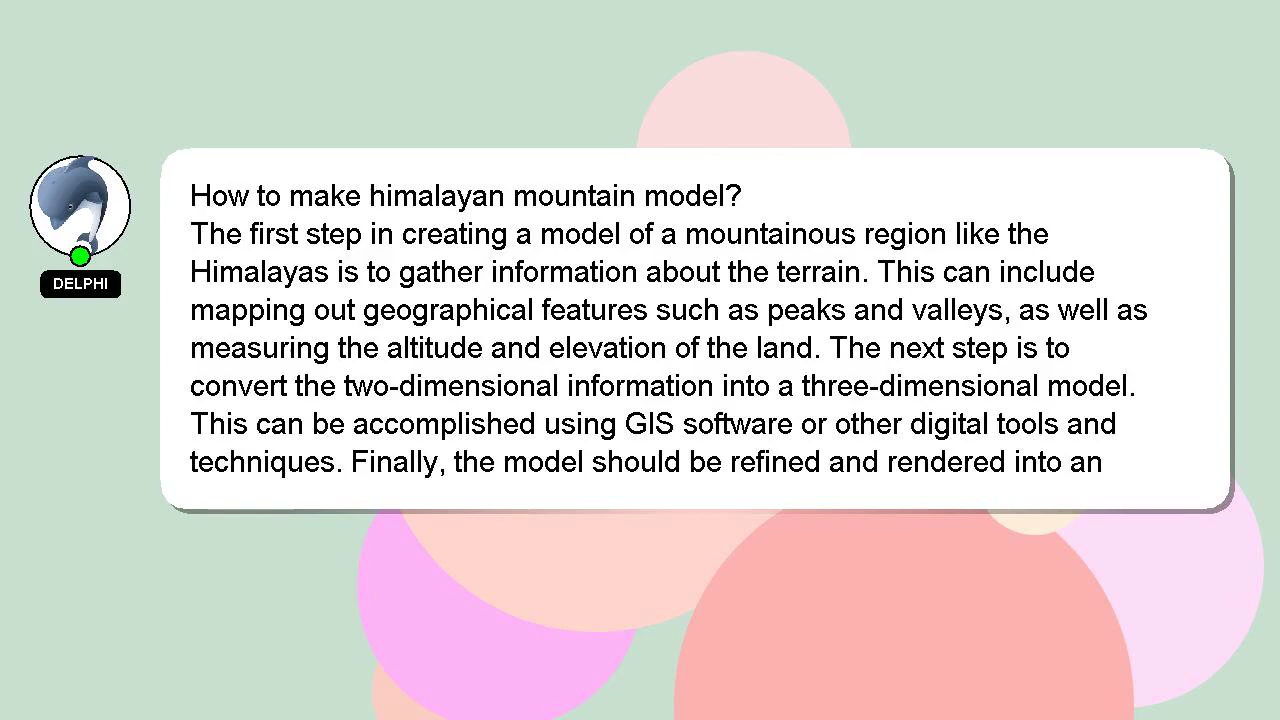 DELPHI
How to make himalayan mountain model?
The first step in creating a model of a mountainous region like the
Himalayas is to gather information about the terrain. This can include
mapping out geographical features such as peaks and valleys, as well as
measuring the altitude and elevation of the land. The next step is to
convert the two-dimensional information into a three-dimensional model.
This can be accomplished using GIS software or other digital tools and
techniques. Finally, the model should be refined and rendered into an